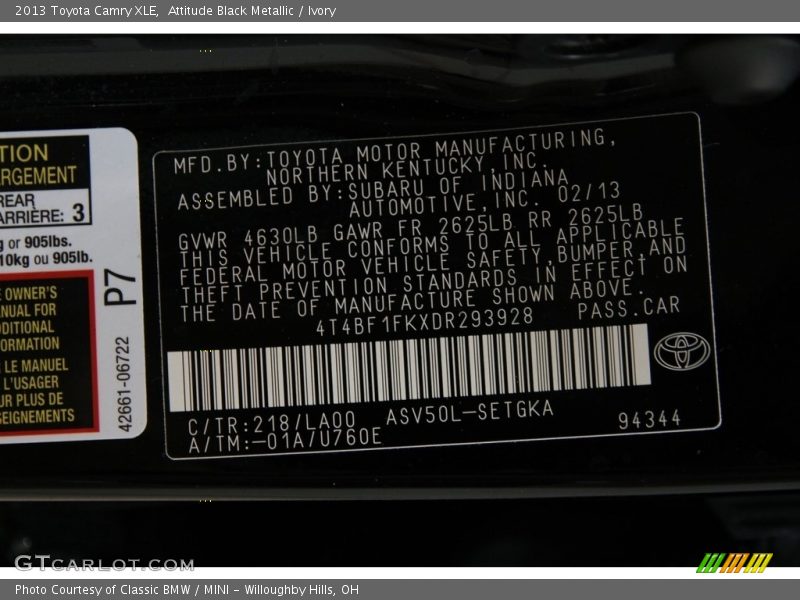 2013 Toyota Camry XLE,  Attitude Black Metallic / Ivory
TION
ARGEMENT
REAR
ARRIÈRE: 3
g or 905lbs.
10kg ou 905lb.
OWNER'S
ANUAL FOR
DDITIONAL
FORMATION
LE MANUEL
L'USAGER
UR PLUS DE
SEIGNEMENTS
P7
42661-06722
MFD.BY:TOYOTA MOTOR MANUFACTURING,
NORTHERN KENTUCKY,INC.
ASSEMBLED BY:SUBARU OF INDIANA
AUTOMOTIVE,INC. 02/13
GVWR 4630LB GAWR FR 2625LB RR 2625LB
THIS VEHICLE CONFORMS TO ALL APPLICABLE
FEDERAL MOTOR VEHICLE SAFETY,BUMPER,AND
THEFT PREVENTION STANDARDS IN EFFECT ON
THE DATE OF MANUFACTURE SHOWN ABOVE.
4T4BF1FKXDR293928 PASS.CAR
C/TR:218/LA00 ASV50L-SETGKA
A/TM:-01A/U760E 94344
GTCARLOT.COM
Photo Courtesy of Classic BMW / MINI - Willoughby Hills, OH